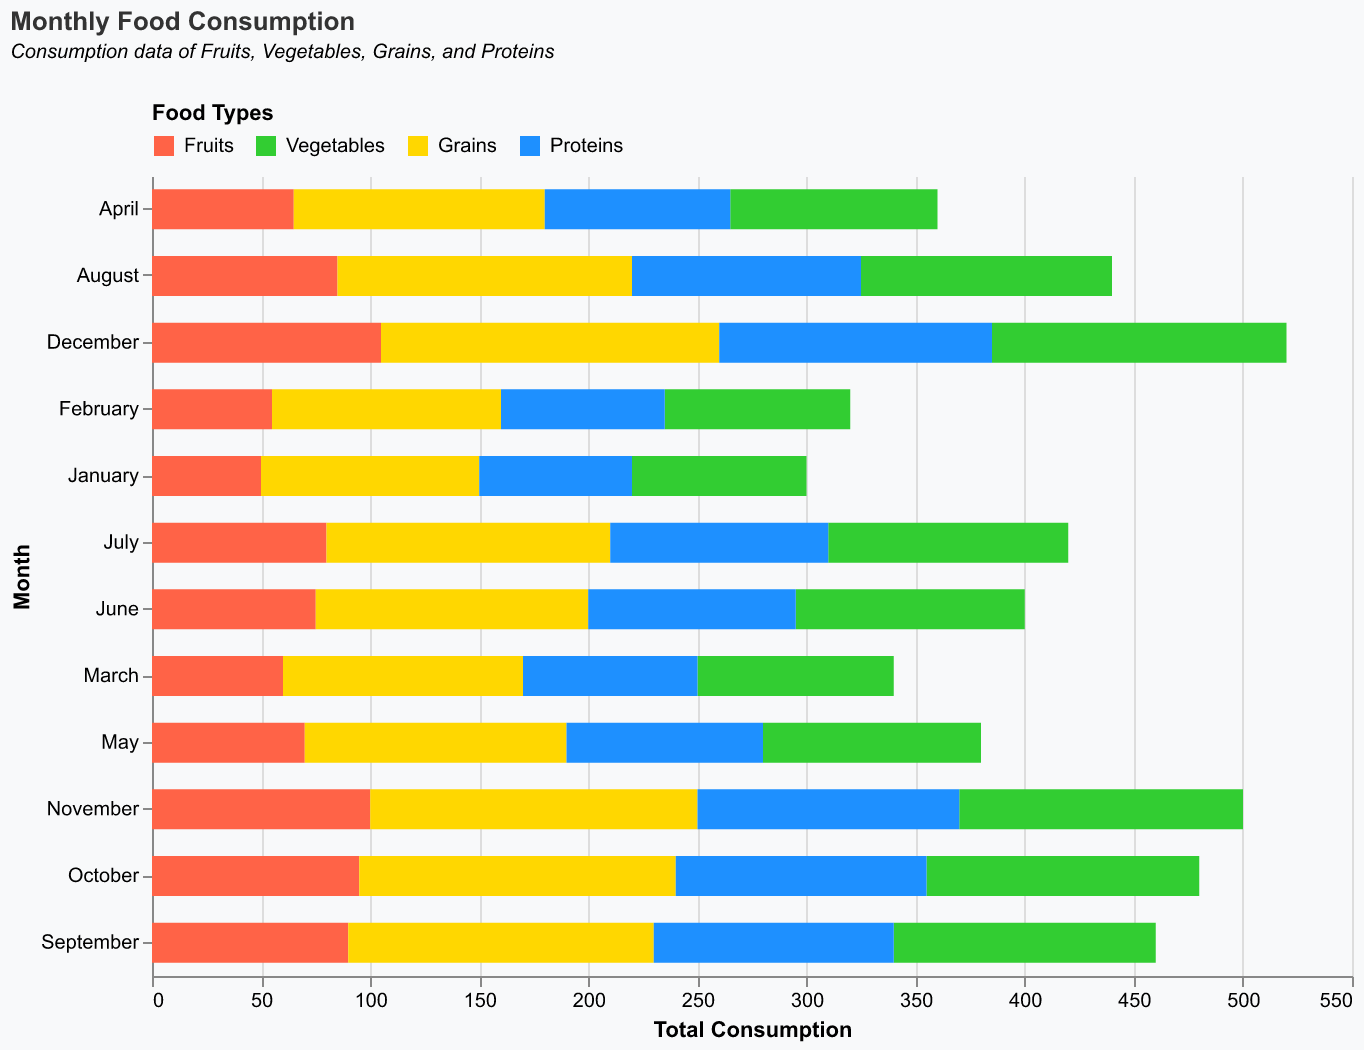 Monthly Food Consumption
Consumption data of Fruits, Vegetables, Grains, and Proteins
Food Types
Fruits Vegetables Grains Proteins
April
August
December
February
January
July
June
March
May
November
October
September
Month
0 50 100 150 200 250 300 350 400 450 500 550
Total Consumption